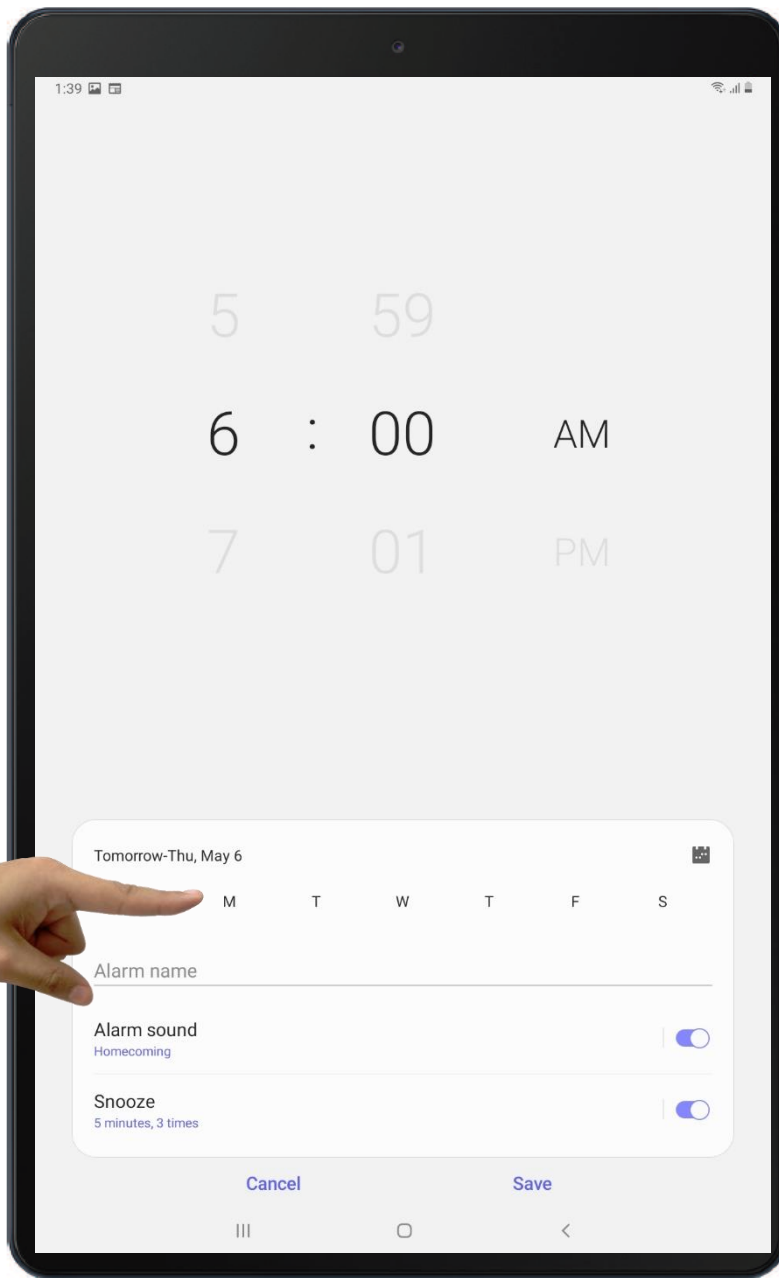 1:39
5 59
6 : 00 AM
7 01 PM
Tomorrow-Thu, May 6
M T W T F S
Alarm name
Alarm sound
Homecoming
Snooze
5 minutes, 3 times
Cancel Save